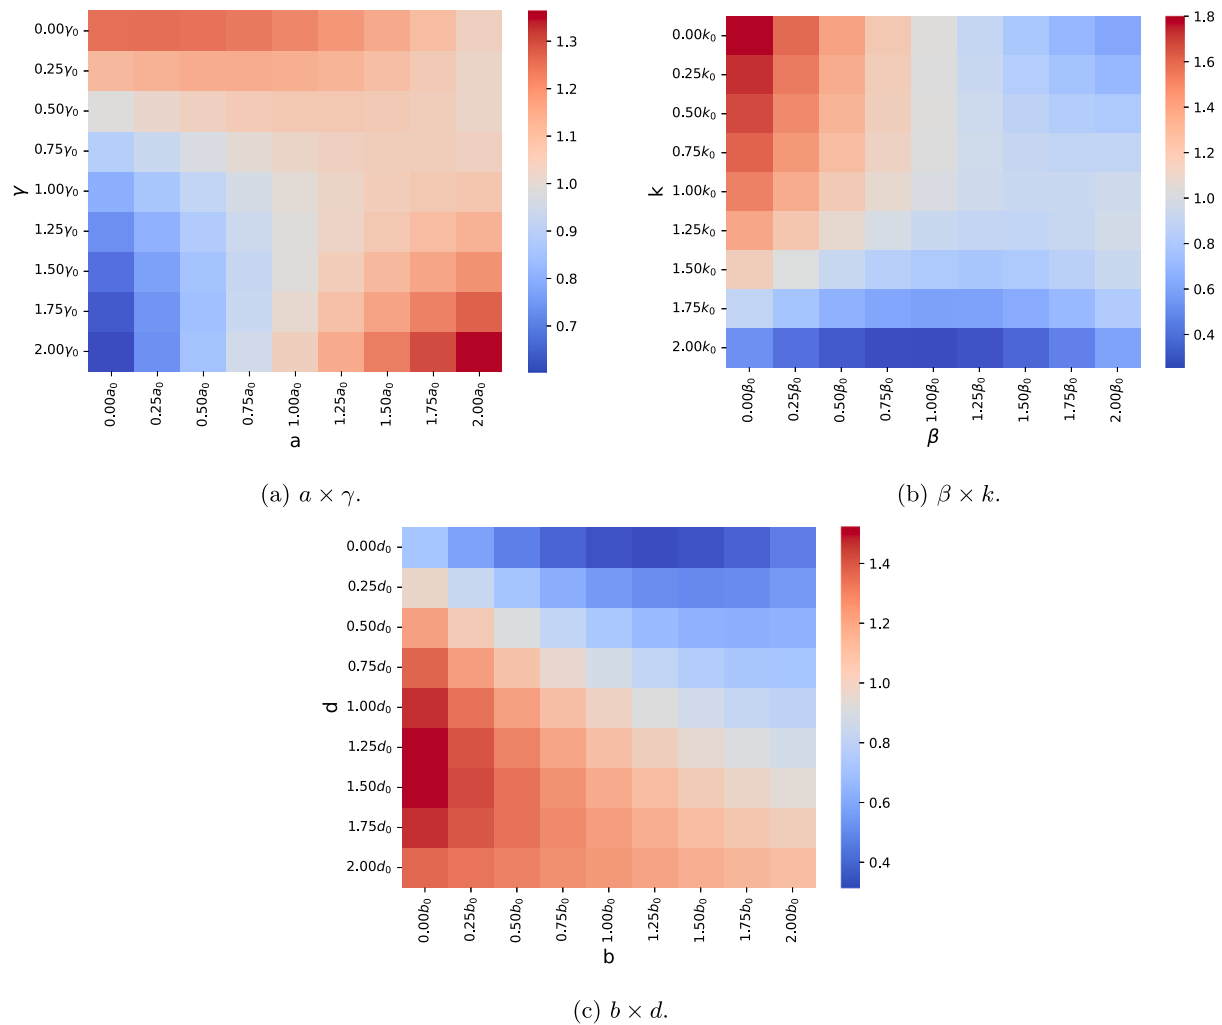 0.00γ₀
0.25γ₀
0.50γ₀
0.75γ₀
1.00γ₀
1.25γ₀
1.50γ₀
1.75γ₀
2.00γ₀
γ
0.00a₀
0.25a₀
0.50a₀
0.75a₀
1.00a₀
1.25a₀
1.50a₀
1.75a₀
2.00a₀
a
1.3
1.2
1.1
1.0
0.9
0.8
0.7
(a) a × γ.
0.00k₀
0.25k₀
0.50k₀
0.75k₀
1.00k₀
1.25k₀
1.50k₀
1.75k₀
2.00k₀
k
0.00β₀
0.25β₀
0.50β₀
0.75β₀
1.00β₀
1.25β₀
1.50β₀
1.75β₀
2.00β₀
β
1.8
1.6
1.4
1.2
1.0
0.8
0.6
0.4
(b) β × k.
0.00d₀
0.25d₀
0.50d₀
0.75d₀
1.00d₀
1.25d₀
1.50d₀
1.75d₀
2.00d₀
d
0.00b₀
0.25b₀
0.50b₀
0.75b₀
1.00b₀
1.25b₀
1.50b₀
1.75b₀
2.00b₀
b
1.4
1.2
1.0
0.8
0.6
0.4
(c) b × d.